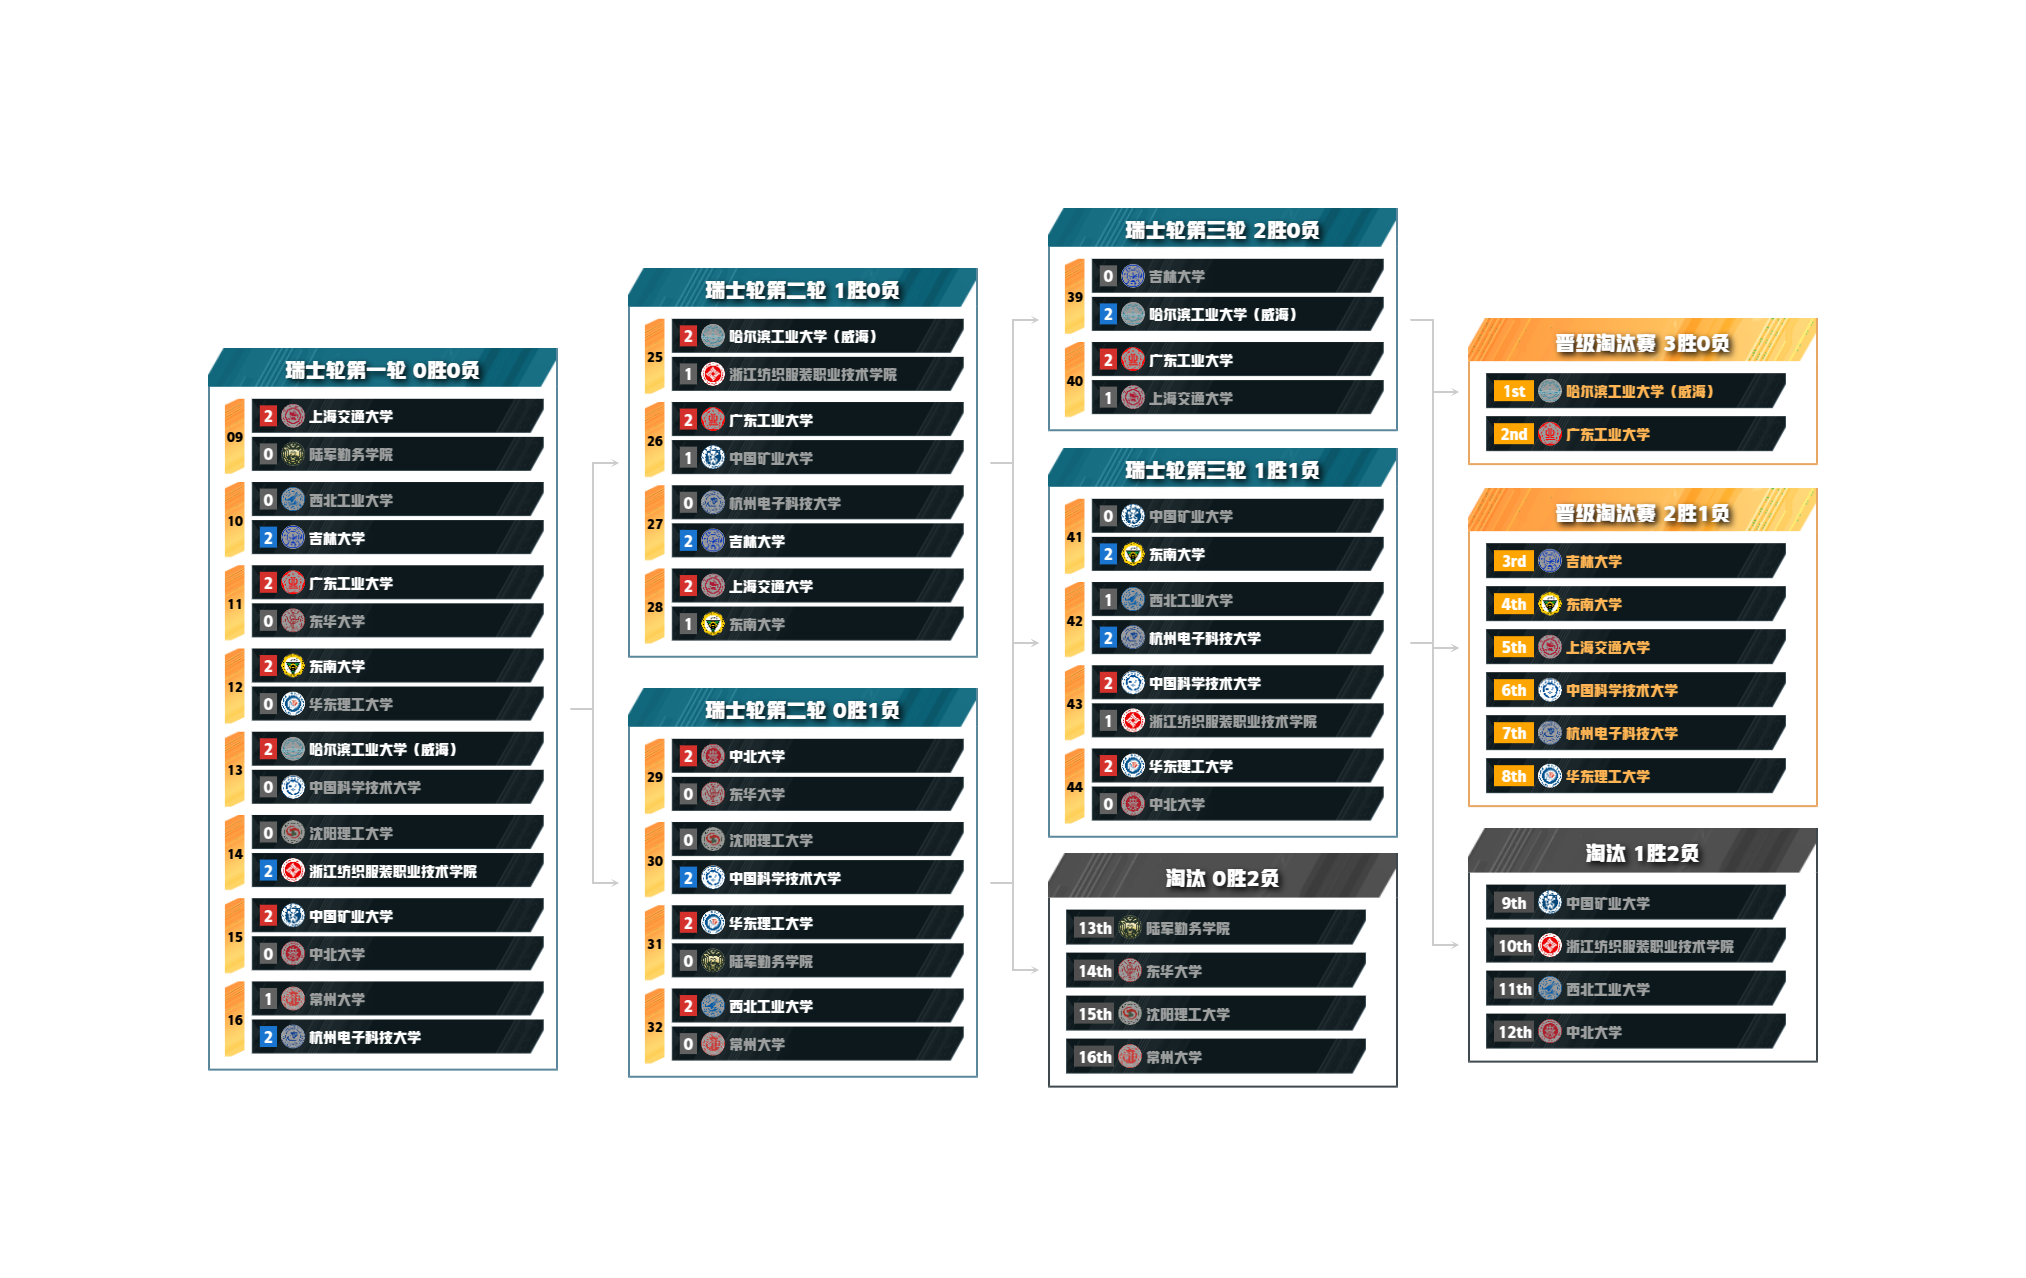 瑞士轮第一轮 0胜0负
09
2 上海交通大学
0 陆军勤务学院
10
0 西北工业大学
2 吉林大学
11
2 广东工业大学
0 东华大学
12
2 东南大学
0 华东理工大学
13
2 哈尔滨工业大学（威海）
0 中国科学技术大学
14
0 沈阳理工大学
2 浙江纺织服装职业技术学院
15
2 中国矿业大学
0 中北大学
16
1 常州大学
2 杭州电子科技大学
瑞士轮第二轮 1胜0负
25
2 哈尔滨工业大学（威海）
1 浙江纺织服装职业技术学院
26
2 广东工业大学
1 中国矿业大学
27
0 杭州电子科技大学
2 吉林大学
28
2 上海交通大学
1 东南大学
瑞士轮第二轮 0胜1负
29
2 中北大学
0 东华大学
30
0 沈阳理工大学
2 中国科学技术大学
31
2 华东理工大学
0 陆军勤务学院
32
2 西北工业大学
0 常州大学
瑞士轮第三轮 2胜0负
39
0 吉林大学
2 哈尔滨工业大学（威海）
40
2 广东工业大学
1 上海交通大学
瑞士轮第三轮 1胜1负
41
0 中国矿业大学
2 东南大学
42
1 西北工业大学
2 杭州电子科技大学
43
2 中国科学技术大学
1 浙江纺织服装职业技术学院
44
2 华东理工大学
0 中北大学
淘汰 0胜2负
13th 陆军勤务学院
14th 东华大学
15th 沈阳理工大学
16th 常州大学
晋级淘汰赛 3胜0负
1st 哈尔滨工业大学（威海）
2nd 广东工业大学
晋级淘汰赛 2胜1负
3rd 吉林大学
4th 东南大学
5th 上海交通大学
6th 中国科学技术大学
7th 杭州电子科技大学
8th 华东理工大学
淘汰 1胜2负
9th 中国矿业大学
10th 浙江纺织服装职业技术学院
11th 西北工业大学
12th 中北大学